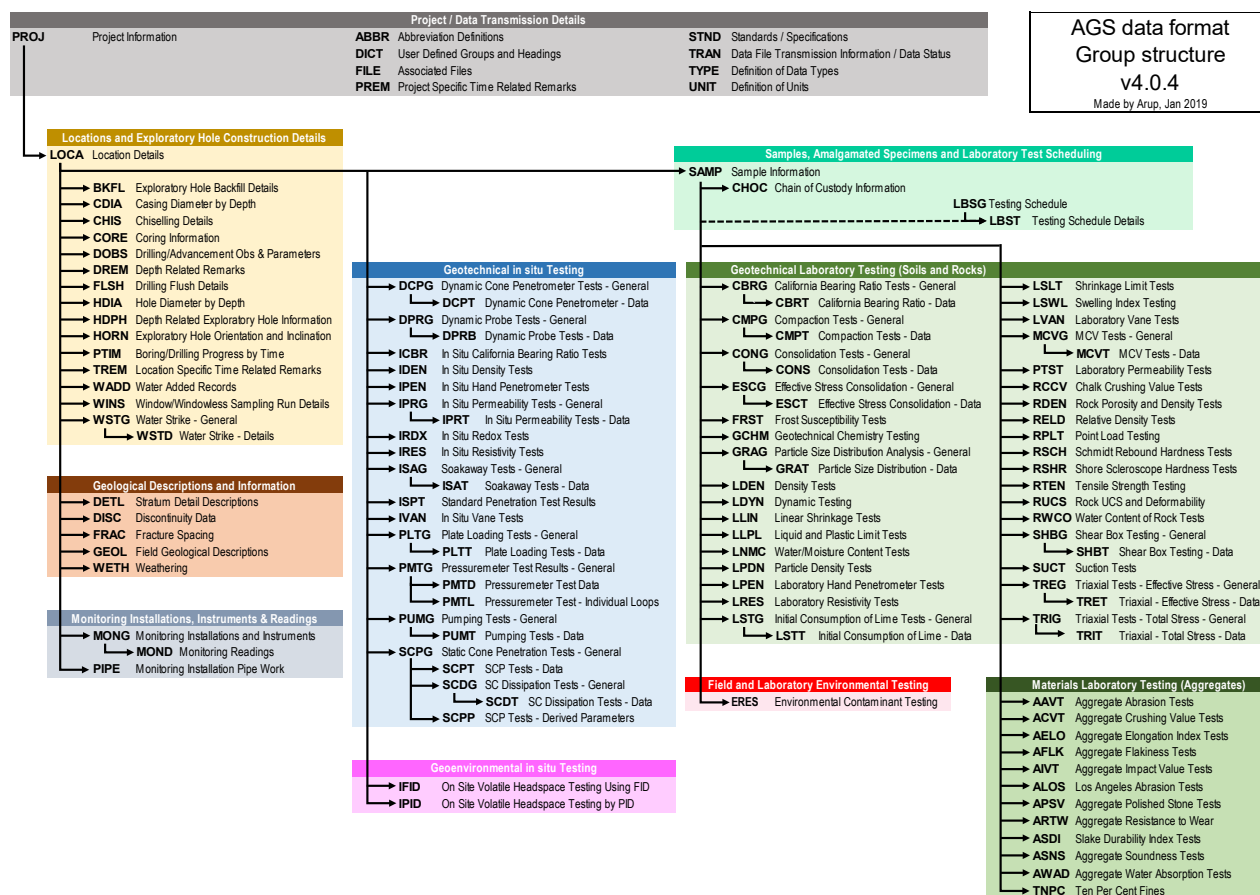 Project / Data Transmission Details
PROJ Project Information
ABBR Abbreviation Definitions
DICT User Defined Groups and Headings
FILE Associated Files
PREM Project Specific Time Related Remarks
STND Standards / Specifications
TRAN Data File Transmission Information / Data Status
TYPE Definition of Data Types
UNIT Definition of Units
AGS data format
Group structure
v4.0.4
Made by Arup, Jan 2019
Locations and Exploratory Hole Construction Details
LOCA Location Details
BKFL Exploratory Hole Backfill Details
CDIA Casing Diameter by Depth
CHIS Chiselling Details
CORE Coring Information
DOBS Drilling/Advancement Obs & Parameters
DREM Depth Related Remarks
FLSH Drilling Flush Details
HDIA Hole Diameter by Depth
HDPH Depth Related Exploratory Hole Information
HORN Exploratory Hole Orientation and Inclination
PTIM Boring/Drilling Progress by Time
TREM Location Specific Time Related Remarks
WADD Water Added Records
WINS Window/Windowless Sampling Run Details
WSTG Water Strike - General
WSTD Water Strike - Details
Geological Descriptions and Information
DETL Stratum Detail Descriptions
DISC Discontinuity Data
FRAC Fracture Spacing
GEOL Field Geological Descriptions
WETH Weathering
Monitoring Installations, Instruments & Readings
MONG Monitoring Installations and Instruments
MOND Monitoring Readings
PIPE Monitoring Installation Pipe Work
Geotechnical in situ Testing
DCPG Dynamic Cone Penetrometer Tests - General
DCPT Dynamic Cone Penetrometer - Data
DPRG Dynamic Probe Tests - General
DPRB Dynamic Probe Tests - Data
ICBR In Situ California Bearing Ratio Tests
IDEN In Situ Density Tests
IPEN In Situ Hand Penetrometer Tests
IPRG In Situ Permeability Tests - General
IPRT In Situ Permeability Tests - Data
IRDX In Situ Redox Tests
IRES In Situ Resistivity Tests
ISAG Soakaway Tests - General
ISAT Soakaway Tests - Data
ISPT Standard Penetration Test Results
IVAN In Situ Vane Tests
PLTG Plate Loading Tests - General
PLTT Plate Loading Tests - Data
PMTG Pressuremeter Test Results - General
PMTD Pressuremeter Test Data
PMTL Pressuremeter Test - Individual Loops
PUMG Pumping Tests - General
PUMT Pumping Tests - Data
SCPG Static Cone Penetration Tests - General
SCPT SCP Tests - Data
SCDG SC Dissipation Tests - General
SCDT SC Dissipation Tests - Data
SCPP SCP Tests - Derived Parameters
Geoenvironmental in situ Testing
IFID On Site Volatile Headspace Testing Using FID
IPID On Site Volatile Headspace Testing by PID
Samples, Amalgamated Specimens and Laboratory Test Scheduling
SAMP Sample Information
CHOC Chain of Custody Information
LBSG Testing Schedule
LBST Testing Schedule Details
Geotechnical Laboratory Testing (Soils and Rocks)
CBRG California Bearing Ratio Tests - General
CBRT California Bearing Ratio - Data
CMPG Compaction Tests - General
CMPT Compaction Tests - Data
CONG Consolidation Tests - General
CONS Consolidation Tests - Data
ESCG Effective Stress Consolidation - General
ESCT Effective Stress Consolidation - Data
FRST Frost Susceptibility Tests
GCHM Geotechnical Chemistry Testing
GRAG Particle Size Distribution Analysis - General
GRAT Particle Size Distribution - Data
LDEN Density Tests
LDYN Dynamic Testing
LLIN Linear Shrinkage Tests
LLPL Liquid and Plastic Limit Tests
LNMC Water/Moisture Content Tests
LPDN Particle Density Tests
LPEN Laboratory Hand Penetrometer Tests
LRES Laboratory Resistivity Tests
LSTG Initial Consumption of Lime Tests - General
LSTT Initial Consumption of Lime - Data
LSLT Shrinkage Limit Tests
LSWL Swelling Index Testing
LVAN Laboratory Vane Tests
MCVG MCV Tests - General
MCVT MCV Tests - Data
PTST Laboratory Permeability Tests
RCCV Chalk Crushing Value Tests
RDEN Rock Porosity and Density Tests
RELD Relative Density Tests
RPLT Point Load Testing
RSCH Schmidt Rebound Hardness Tests
RSHR Shore Scleroscope Hardness Tests
RTEN Tensile Strength Testing
RUCS Rock UCS and Deformability
RWCO Water Content of Rock Tests
SHBG Shear Box Testing - General
SHBT Shear Box Testing - Data
SUCT Suction Tests
TREG Triaxial Tests - Effective Stress - General
TRET Triaxial - Effective Stress - Data
TRIG Triaxial Tests - Total Stress - General
TRIT Triaxial - Total Stress - Data
Field and Laboratory Environmental Testing
ERES Environmental Contaminant Testing
Materials Laboratory Testing (Aggregates)
AAVT Aggregate Abrasion Tests
ACVT Aggregate Crushing Value Tests
AELO Aggregate Elongation Index Tests
AFLK Aggregate Flakiness Tests
AIVT Aggregate Impact Value Tests
ALOS Los Angeles Abrasion Tests
APSV Aggregate Polished Stone Tests
ARTW Aggregate Resistance to Wear
ASDI Slake Durability Index Tests
ASNS Aggregate Soundness Tests
AWAD Aggregate Water Absorption Tests
TNPC Ten Per Cent Fines